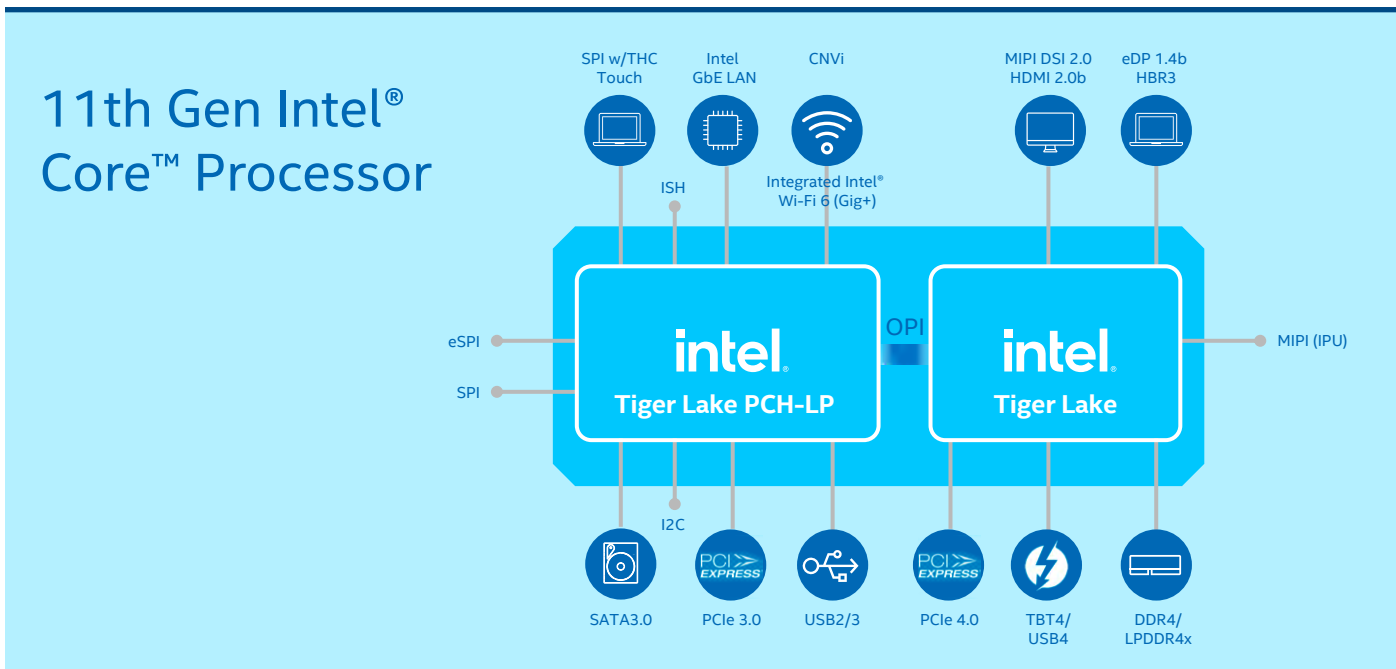 11th Gen Intel®
Core™ Processor
SPI w/THC
Touch
Intel
GbE LAN
CNVi
MIPI DSI 2.0
HDMI 2.0b
eDP 1.4b
HBR3
ISH
Integrated Intel®
Wi-Fi 6 (Gig+)
eSPI
SPI
intel®
Tiger Lake PCH-LP
OPI
intel®
Tiger Lake
MIPI (IPU)
I2C
PCI
EXPRESS
PCI
EXPRESS
SATA3.0
PCIe 3.0
USB2/3
PCIe 4.0
TBT4/
USB4
DDR4/
LPDDR4x